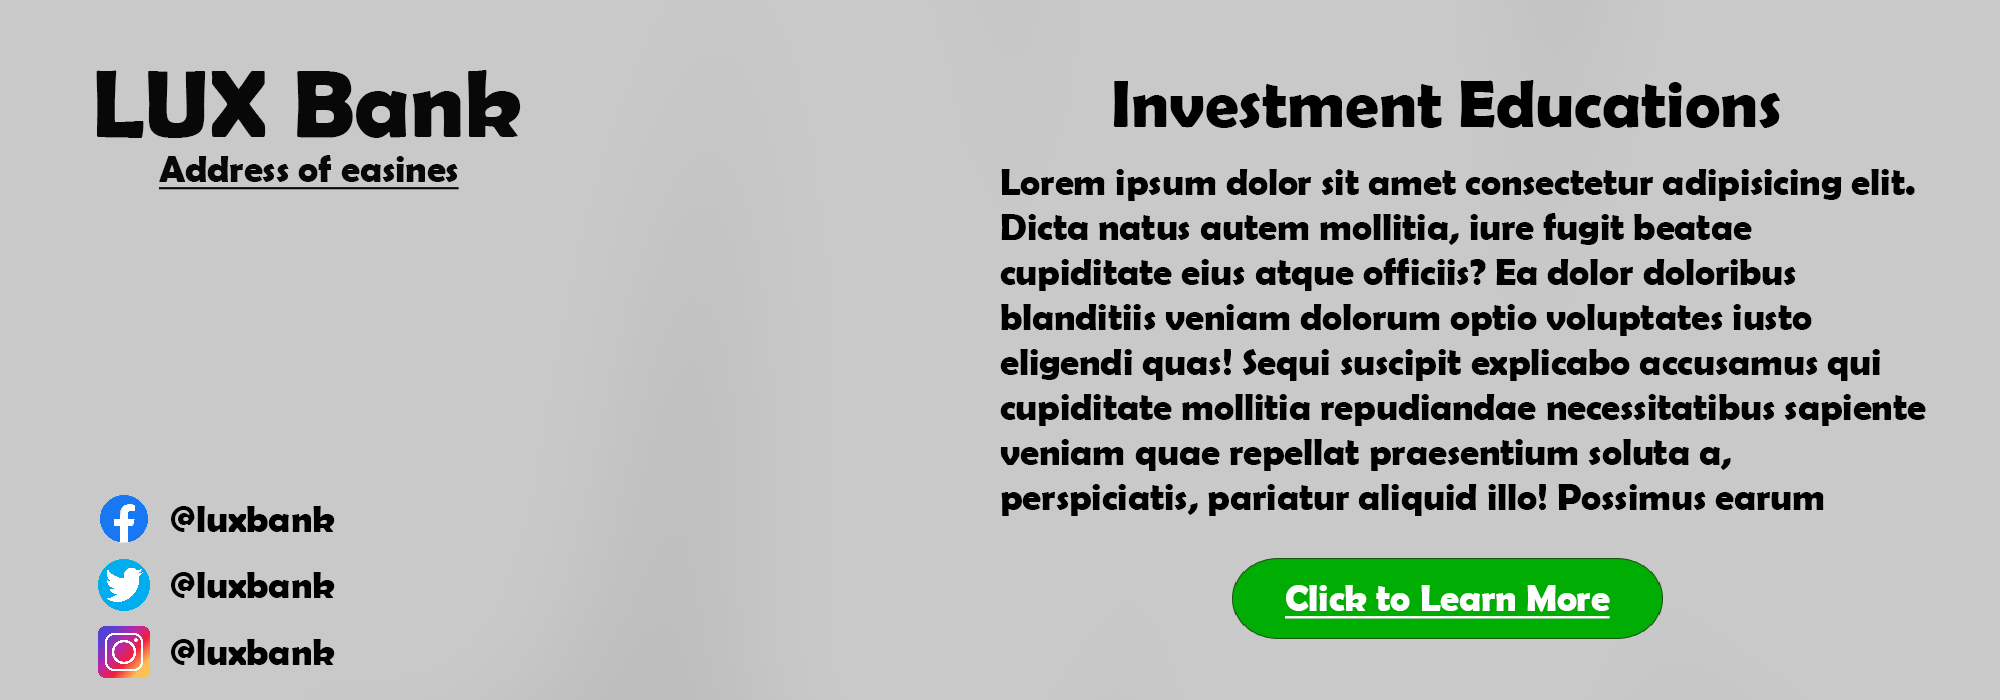 LUX Bank
Address of easines
@luxbank
@luxbank
@luxbank
Investment Educations
Lorem ipsum dolor sit amet consectetur adipisicing elit.
Dicta natus autem mollitia, iure fugit beatae
cupiditate eius atque officiis? Ea dolor doloribus
blanditiis veniam dolorum optio voluptates iusto
eligendi quas! Sequi suscipit explicabo accusamus qui
cupiditate mollitia repudiandae necessitatibus sapiente
veniam quae repellat praesentium soluta a,
perspiciatis, pariatur aliquid illo! Possimus earum
Click to Learn More